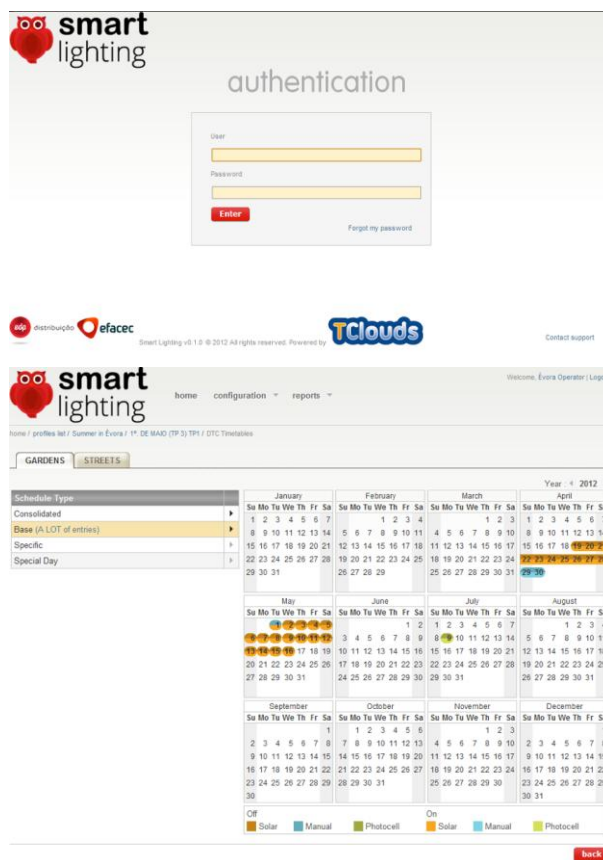 smart
lighting
authentication
User
Password
Enter
Forgot my password
edp distribuição efacec
Smart Lighting v0.1.0 © 2012 All rights reserved. Powered by TClouds
Contact support
smart
lighting
home configuration reports
Welcome, Évora Operator | Logo
home / profiles list / Summer in Évora / 1º. DE MAIO (TP 3) TP1 / DTC Timetables
GARDENS STREETS
Year : 2012
Schedule Type
Consolidated
Base (A LOT of entries)
Specific
Special Day
January February March April
Su Mo Tu We Th Fr Sa Su Mo Tu We Th Fr Sa Su Mo Tu We Th Fr Sa Su Mo Tu We Th Fr S
1 2 3 4 5 6 7 1 2 3 4 1 2 3 1 2 3 4 5 6
8 9 10 11 12 13 14 5 6 7 8 9 10 11 4 5 6 7 8 9 10 8 9 10 11 12 13 1
15 16 17 18 19 20 21 12 13 14 15 16 17 18 11 12 13 14 15 16 17 15 16 17 18 19 20 2
22 23 24 25 26 27 28 19 20 21 22 23 24 25 18 19 20 21 22 23 24 22 23 24 25 26 27 2
29 30 31 26 27 28 29 25 26 27 28 29 30 31 29 30
May June July August
Su Mo Tu We Th Fr Sa Su Mo Tu We Th Fr Sa Su Mo Tu We Th Fr Sa Su Mo Tu We Th Fr S
1 2 3 4 5 1 2 1 2 3 4 5 6 7 1 2 3
6 7 8 9 10 11 12 3 4 5 6 7 8 9 8 9 10 11 12 13 14 5 6 7 8 9 10 1
13 14 15 16 17 18 19 10 11 12 13 14 15 16 15 16 17 18 19 20 21 12 13 14 15 16 17 1
20 21 22 23 24 25 26 17 18 19 20 21 22 23 22 23 24 25 26 27 28 19 20 21 22 23 24 2
27 28 29 30 31 24 25 26 27 28 29 30 29 30 31 26 27 28 29 30 31
September October November December
Su Mo Tu We Th Fr Sa Su Mo Tu We Th Fr Sa Su Mo Tu We Th Fr Sa Su Mo Tu We Th Fr S
1 1 2 3 4 5 6 1 2 3
2 3 4 5 6 7 8 7 8 9 10 11 12 13 4 5 6 7 8 9 10 2 3 4 5 6 7
9 10 11 12 13 14 15 14 15 16 17 18 19 20 11 12 13 14 15 16 17 9 10 11 12 13 14 1
16 17 18 19 20 21 22 21 22 23 24 25 26 27 18 19 20 21 22 23 24 16 17 18 19 20 21 2
23 24 25 26 27 28 29 28 29 30 31 25 26 27 28 29 30 23 24 25 26 27 28 2
30 30 31
Off On
Solar Manual Photocell Solar Manual Photocell
back